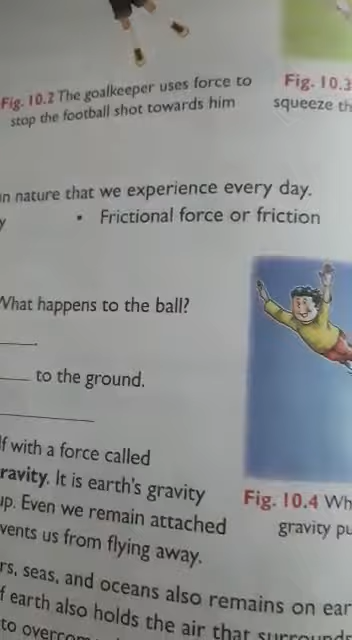 Fig. 10.2 The goalkeeper uses force to
stop the football shot towards him
Fig. 10.3
squeeze th
in nature that we experience every day.
y
• Frictional force or friction
What happens to the ball?
to the ground.
lf with a force called
ravity. It is earth's gravity
up. Even we remain attached
vents us from flying away.
Fig. 10.4 Wh
gravity pu
rs, seas, and oceans also remains on ear
f earth also holds the air that surround
to overcom